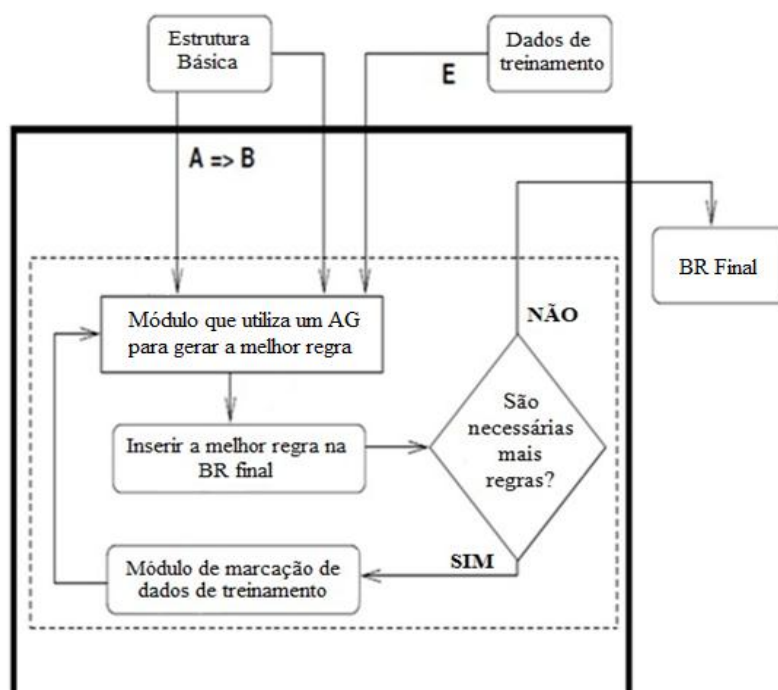 Estrutura
Básica
Dados de
treinamento
E
A => B
BR Final
Módulo que utiliza um AG
para gerar a melhor regra
NÃO
São
necessárias
mais
regras?
Inserir a melhor regra na
BR final
SIM
Módulo de marcação de
dados de treinamento